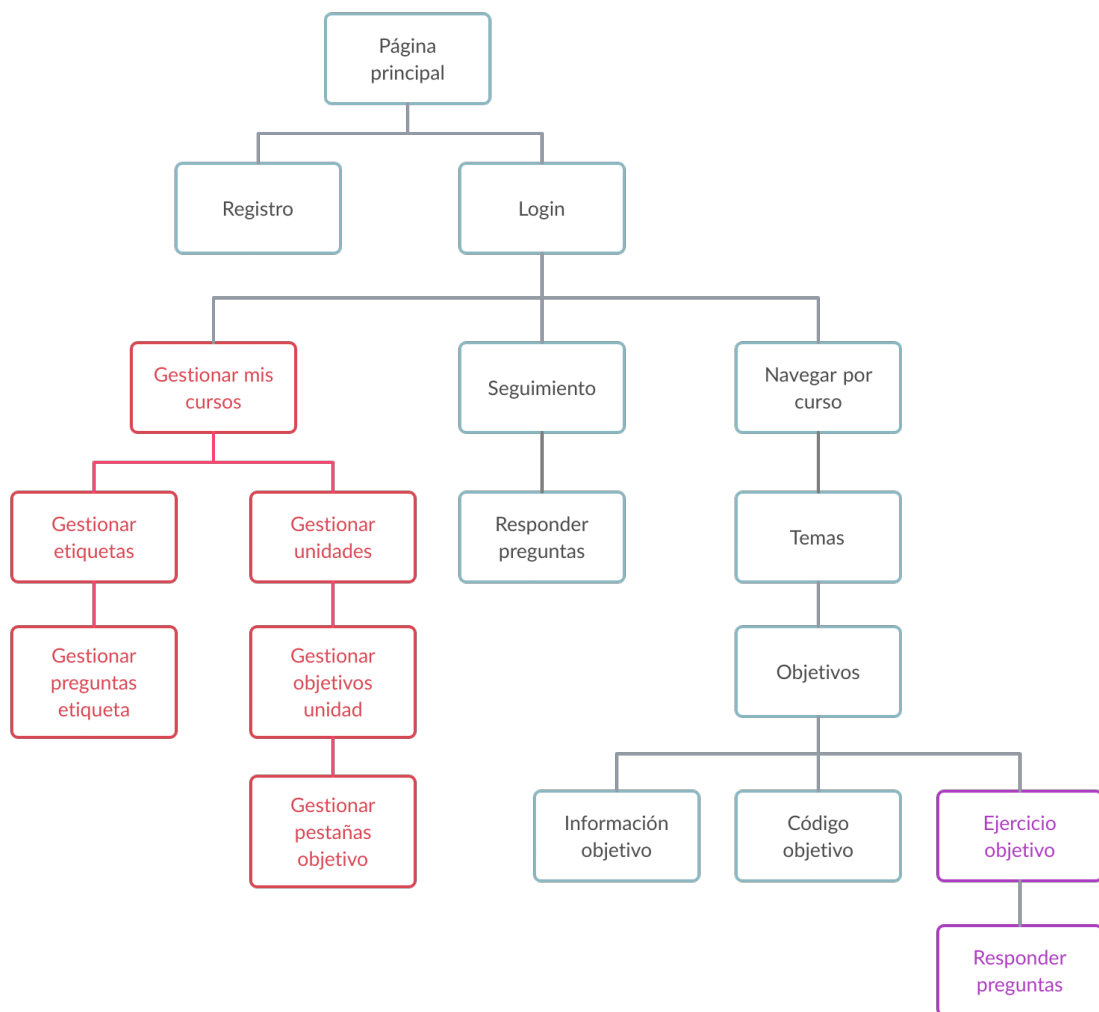 Página
principal
Registro
Login
Gestionar mis
cursos
Seguimiento
Navegar por
curso
Gestionar
etiquetas
Gestionar
unidades
Responder
preguntas
Temas
Gestionar
preguntas
etiqueta
Gestionar
objetivos
unidad
Objetivos
Gestionar
pestañas
objetivo
Información
objetivo
Código
objetivo
Ejercicio
objetivo
Responder
preguntas